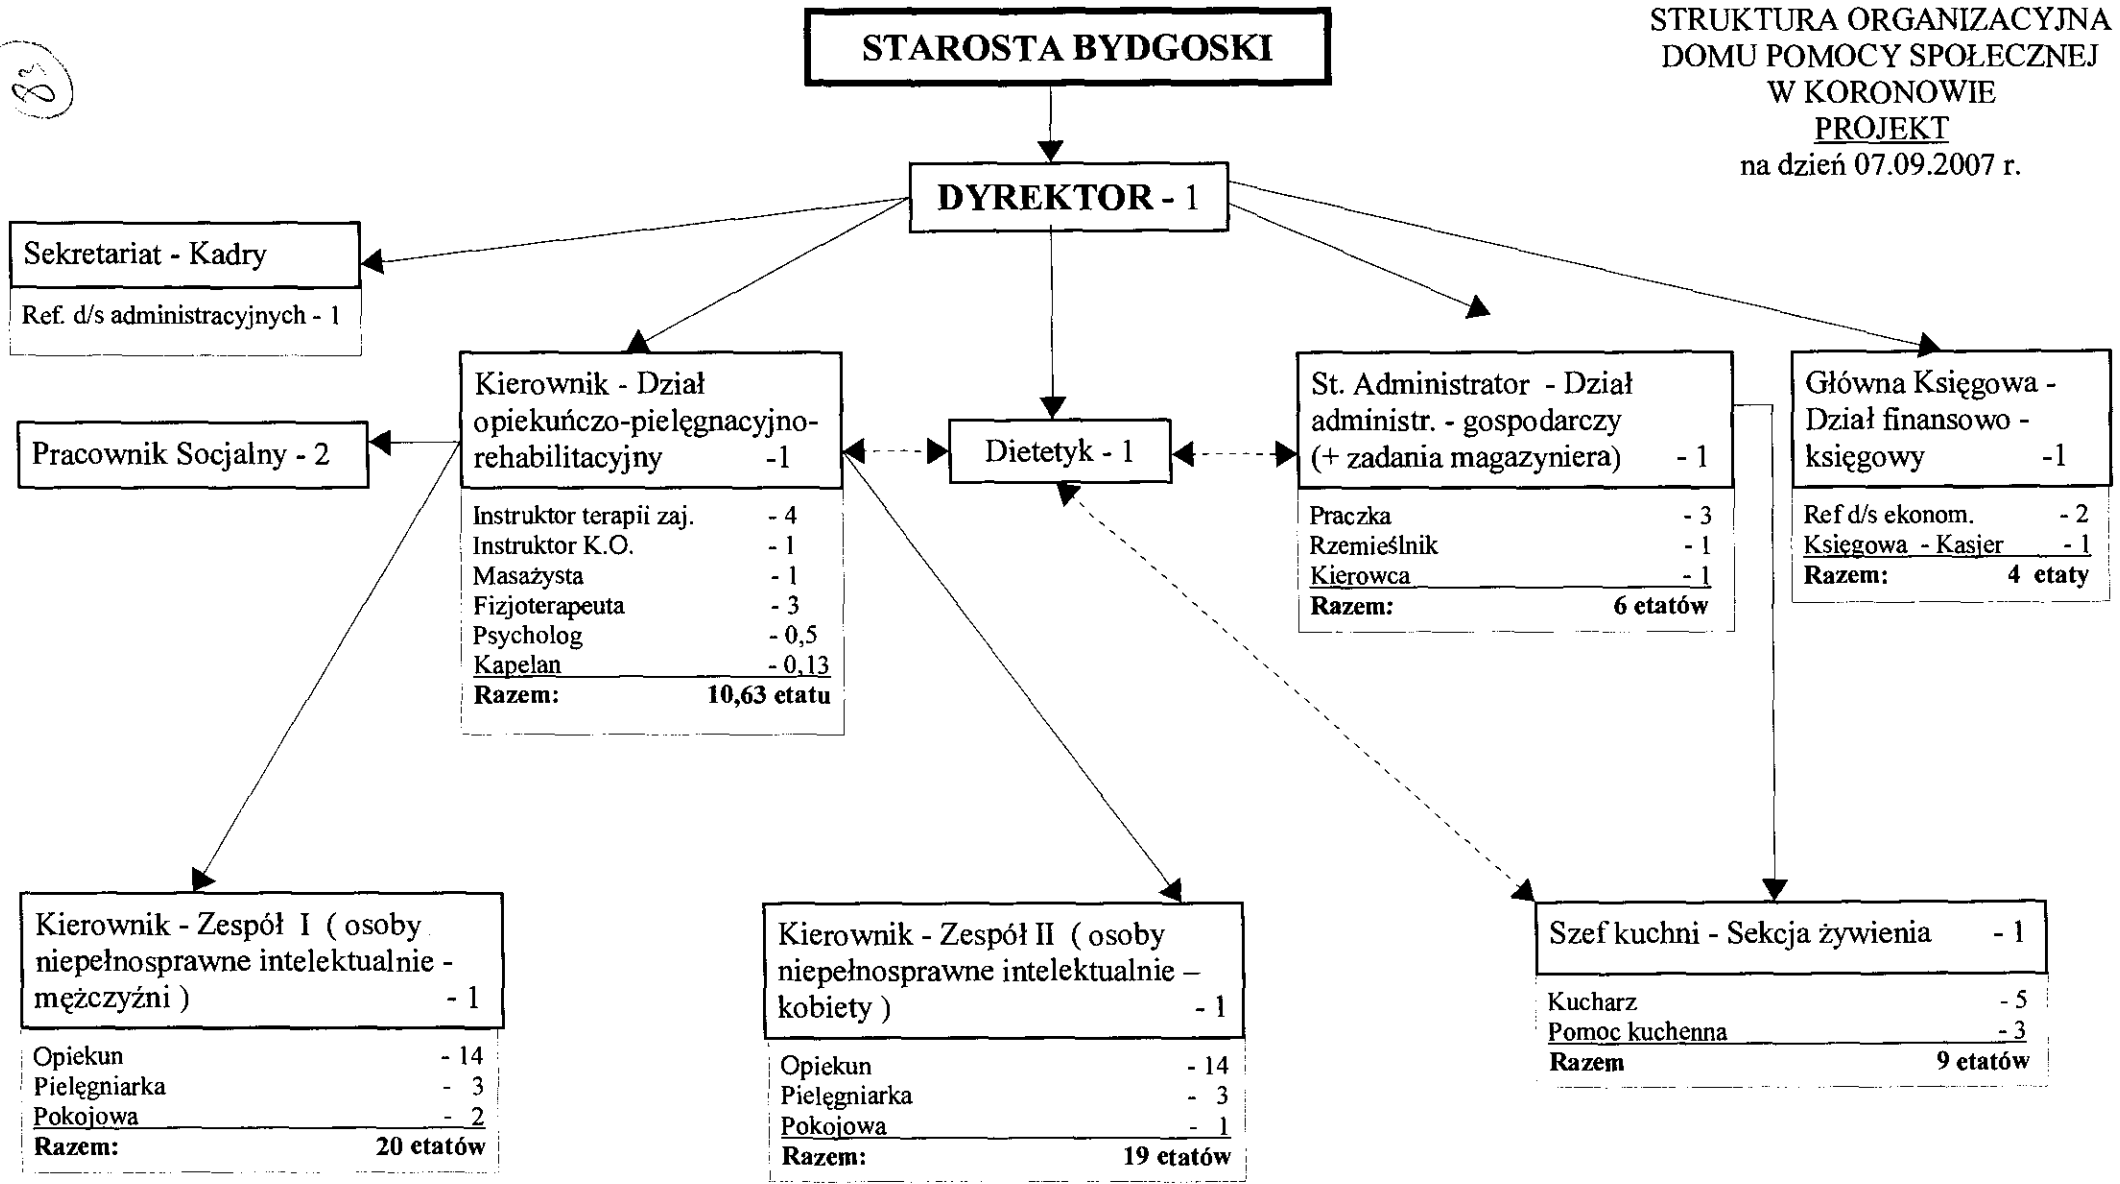 83
STAROSTA BYDGOSKI
STRUKTURA ORGANIZACYJNA
DOMU POMOCY SPOŁECZNEJ
W KORONOWIE
PROJEKT
na dzień 07.09.2007 r.
DYREKTOR - 1
Sekretariat - Kadry
Ref. d/s administracyjnych - 1
Pracownik Socjalny - 2
Kierownik - Dział
opiekuńczo-pielęgnacyjno-
rehabilitacyjny -1
Instruktor terapii zaj. - 4
Instruktor K.O. - 1
Masażysta - 1
Fizjoterapeuta - 3
Psycholog - 0,5
Kapelan - 0,13
Razem: 10,63 etatu
Dietetyk - 1
St. Administrator - Dział
administr. - gospodarczy
(+ zadania magazyniera) - 1
Praczka - 3
Rzemieślnik - 1
Kierowca - 1
Razem: 6 etatów
Główna Księgowa -
Dział finansowo -
księgowy -1
Ref d/s ekonom. - 2
Księgowa - Kasjer - 1
Razem: 4 etaty
Kierownik - Zespół I ( osoby
niepełnosprawne intelektualnie -
mężczyźni ) - 1
Opiekun - 14
Pielęgniarka - 3
Pokojowa - 2
Razem: 20 etatów
Kierownik - Zespół II ( osoby
niepełnosprawne intelektualnie –
kobiety ) - 1
Opiekun - 14
Pielęgniarka - 3
Pokojowa - 1
Razem: 19 etatów
Szef kuchni - Sekcja żywienia - 1
Kucharz - 5
Pomoc kuchenna - 3
Razem 9 etatów